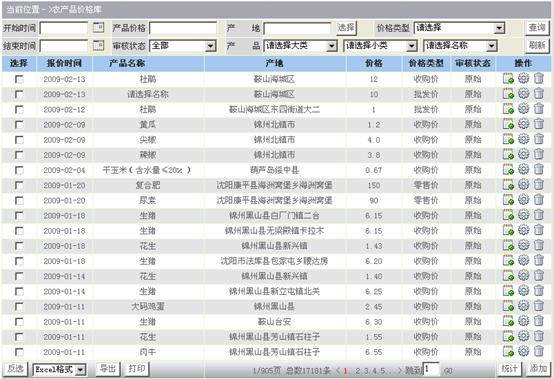 当前位置 - >农产品价格库
开始时间 产品价格 产 地 选择 价格类型 请选择 查询
结束时间 审核状态 全部 产 品 请选择大类 请选择小类 请选择名称 刷新
选择 报价时间 产品名称 产地 价格 价格类型 审核状态 操作
2009-02-13 杜鹃 鞍山海城区 12 收购价 原始
2009-02-13 请选择名称 鞍山海城区 10 批发价 原始
2009-02-12 杜鹃 鞍山海城区东四街道大二 1 批发价 原始
2009-02-09 黄瓜 锦州北镇市 1.2 收购价 原始
2009-02-09 尖椒 锦州北镇市 4.0 收购价 原始
2009-02-09 辣椒 锦州北镇市 3.8 收购价 原始
2009-02-04 干玉米（含水量≤20%） 葫芦岛绥中县 0.67 收购价 原始
2009-01-20 复合肥 沈阳康平县海洲窝堡乡海洲窝堡 150 零售价 原始
2009-01-20 尿素 沈阳康平县海洲窝堡乡海洲窝堡 90 零售价 原始
2009-01-18 生猪 锦州黑山县白厂门镇二台 6.15 收购价 原始
2009-01-18 生猪 锦州黑山县无梁殿镇卡拉木 6.15 收购价 原始
2009-01-18 花生 锦州黑山县新兴镇 1.43 收购价 原始
2009-01-18 花生 沈阳市法库县包家屯乡腰达房 6.20 收购价 原始
2009-01-14 花生 锦州黑山县新兴镇 1.40 收购价 原始
2009-01-14 生猪 锦州黑山县新立屯镇北关 6.25 收购价 原始
2009-01-11 大码鸡蛋 锦州黑山县 2.45 收购价 原始
2009-01-11 生猪 鞍山台安 6.30 收购价 原始
2009-01-11 花生 锦州黑山县芳山镇石柱子 1.55 收购价 原始
2009-01-11 肉牛 锦州黑山县芳山镇石柱子 6.55 收购价 原始
反选 Excel格式 导出 打印 1/905页 总数17181条 < 1. 2.3.4.5...> 跳到 1 GO 统计 添加